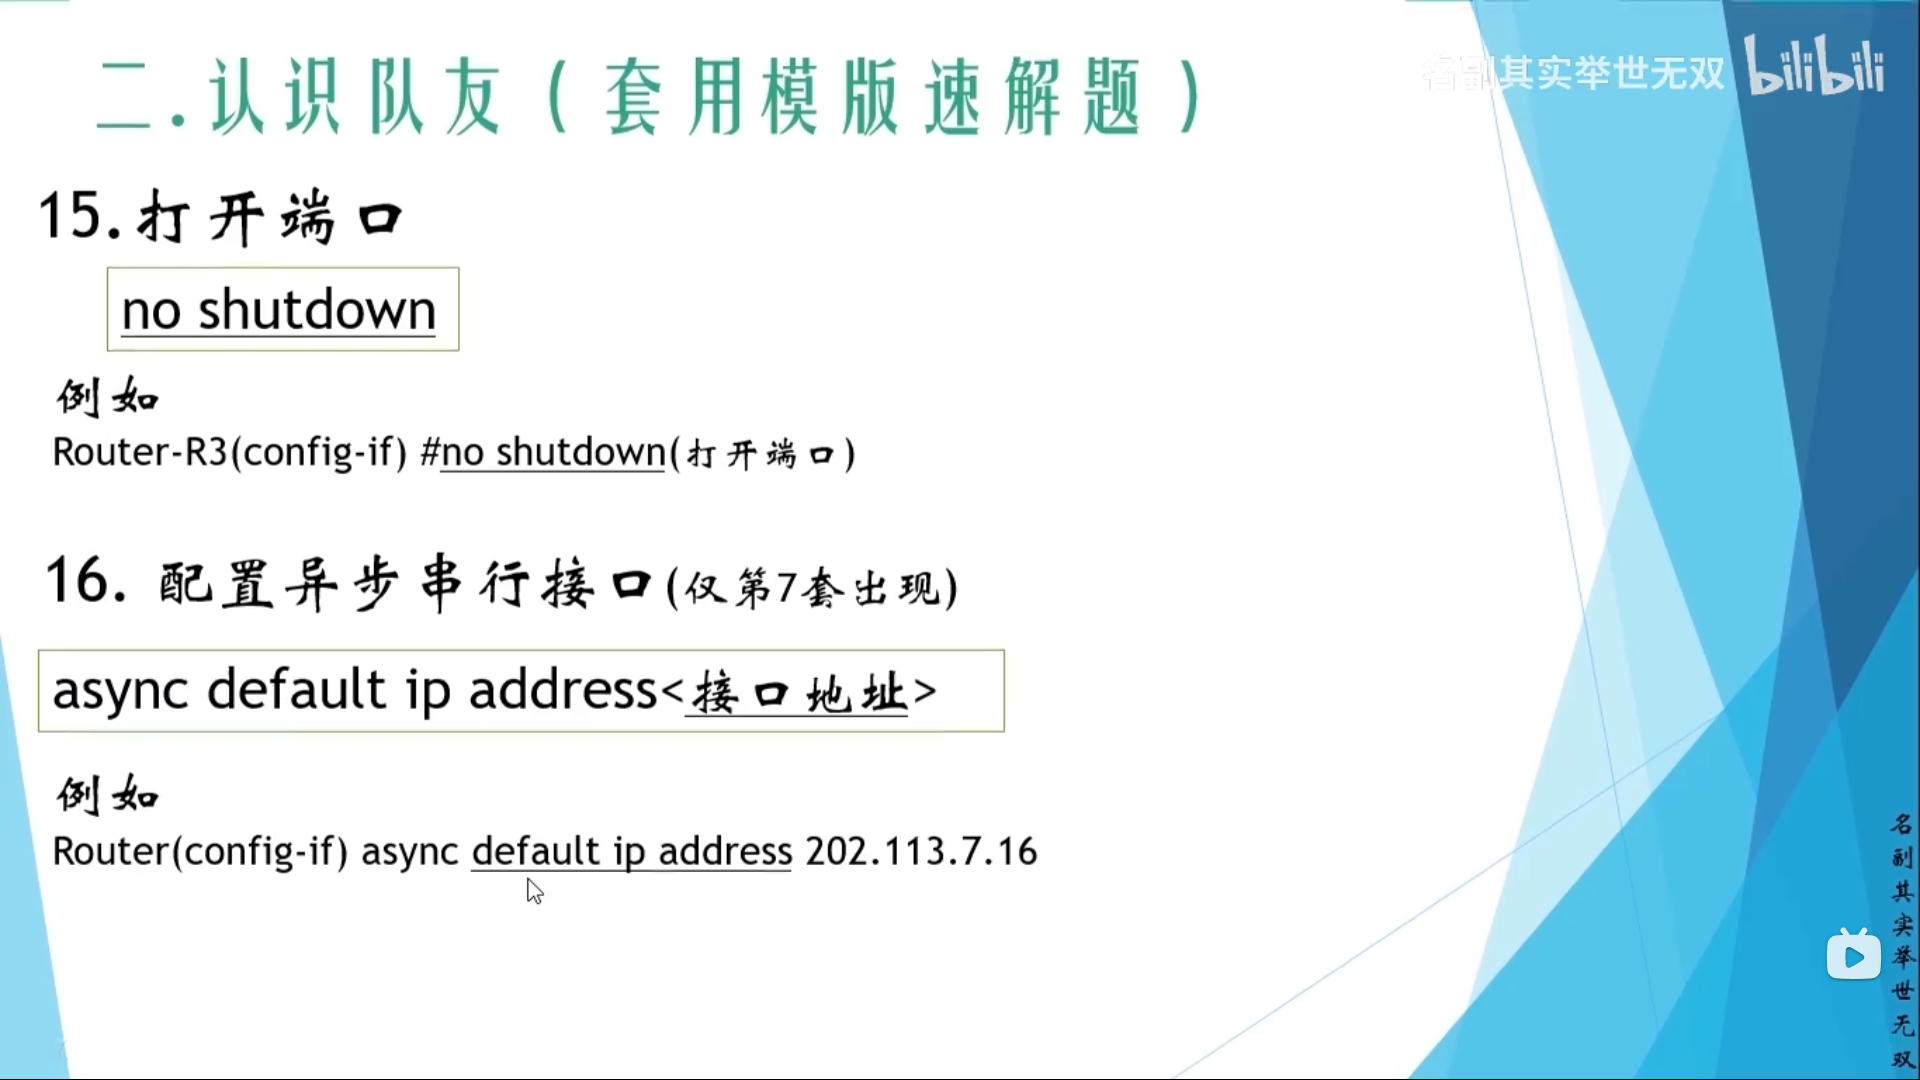 二.认识队友(套用模版速解题)
名副其实举世无双 bilibili
15.打开端口
no shutdown
例如
Router-R3(config-if) #no shutdown(打开端口)
16. 配置异步串行接口(仅第7套出现)
async default ip address<接口地址>
例如
Router(config-if) async default ip address 202.113.7.16
名副其实举世无双